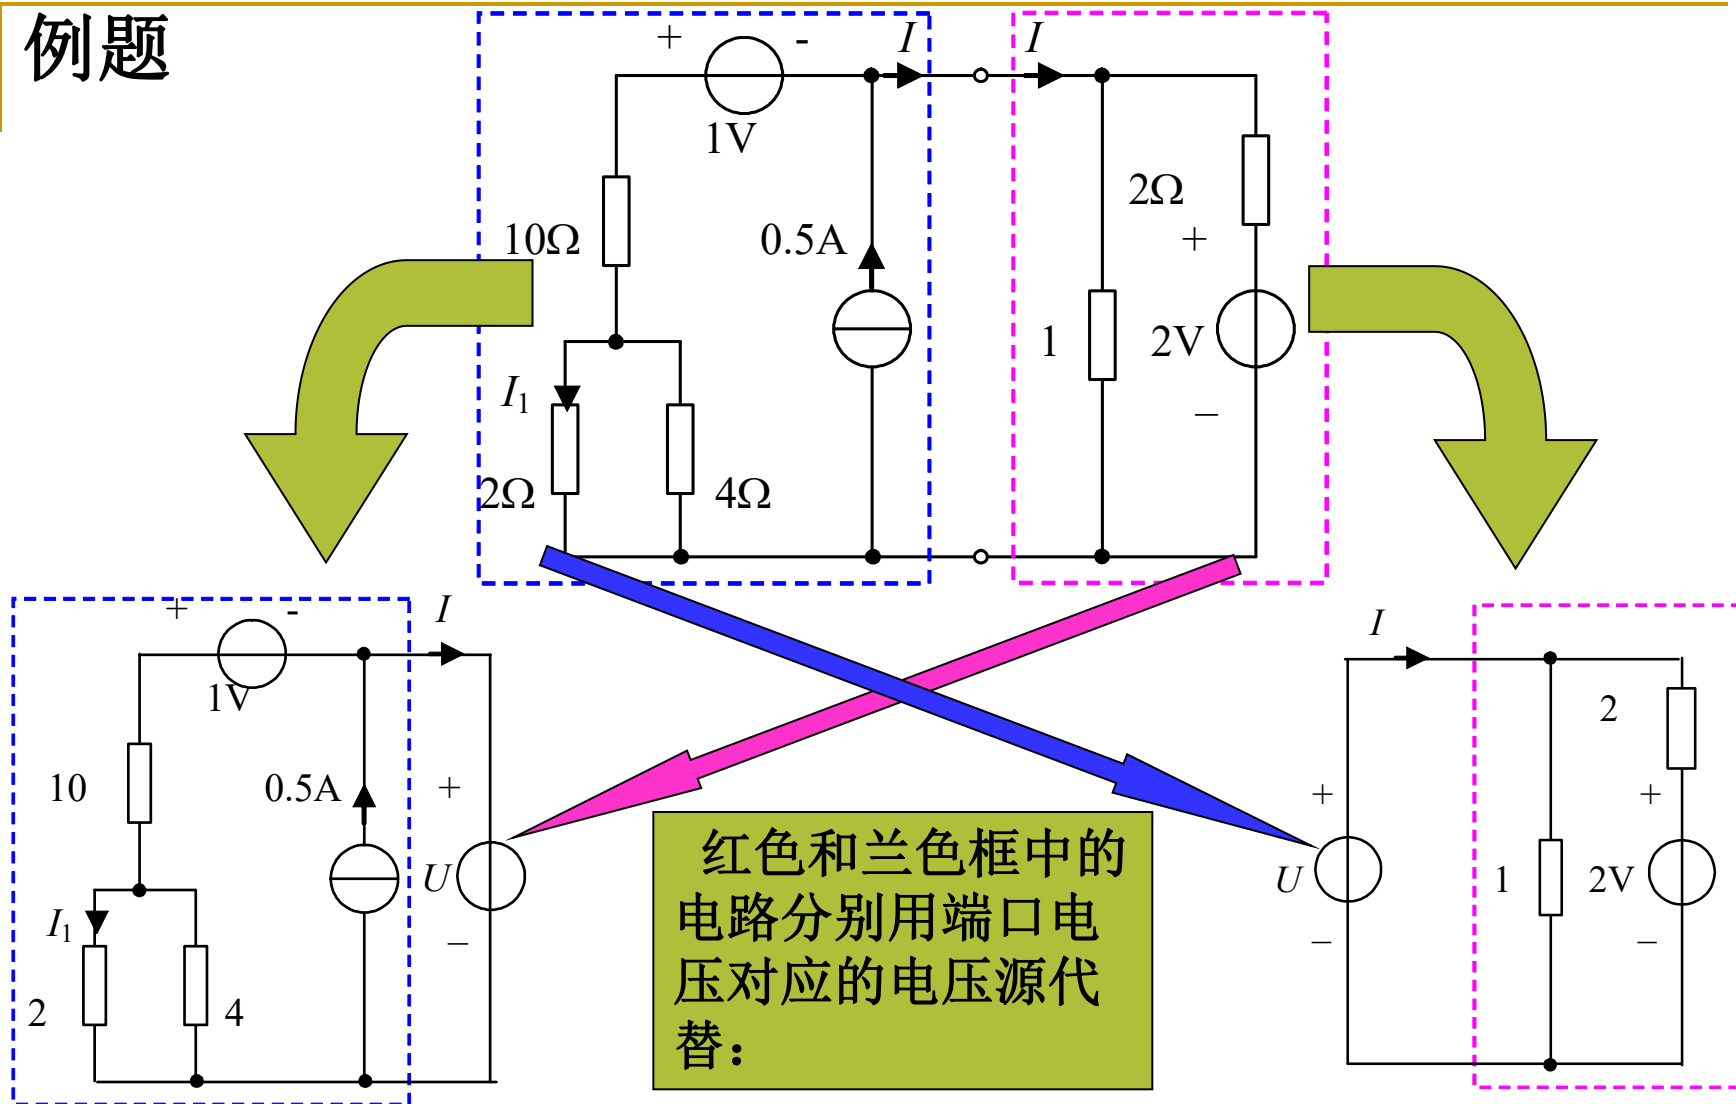 例题
+ - I I
1V
2Ω
10Ω 0.5A +
1 2V
I₁ –
2Ω 4Ω
+ - I
1V
10 0.5A +
U
I₁
–
2 4
红色和兰色框中的
电路分别用端口电
压对应的电压源代
替：
I
2
+ +
U 1 2V
– –